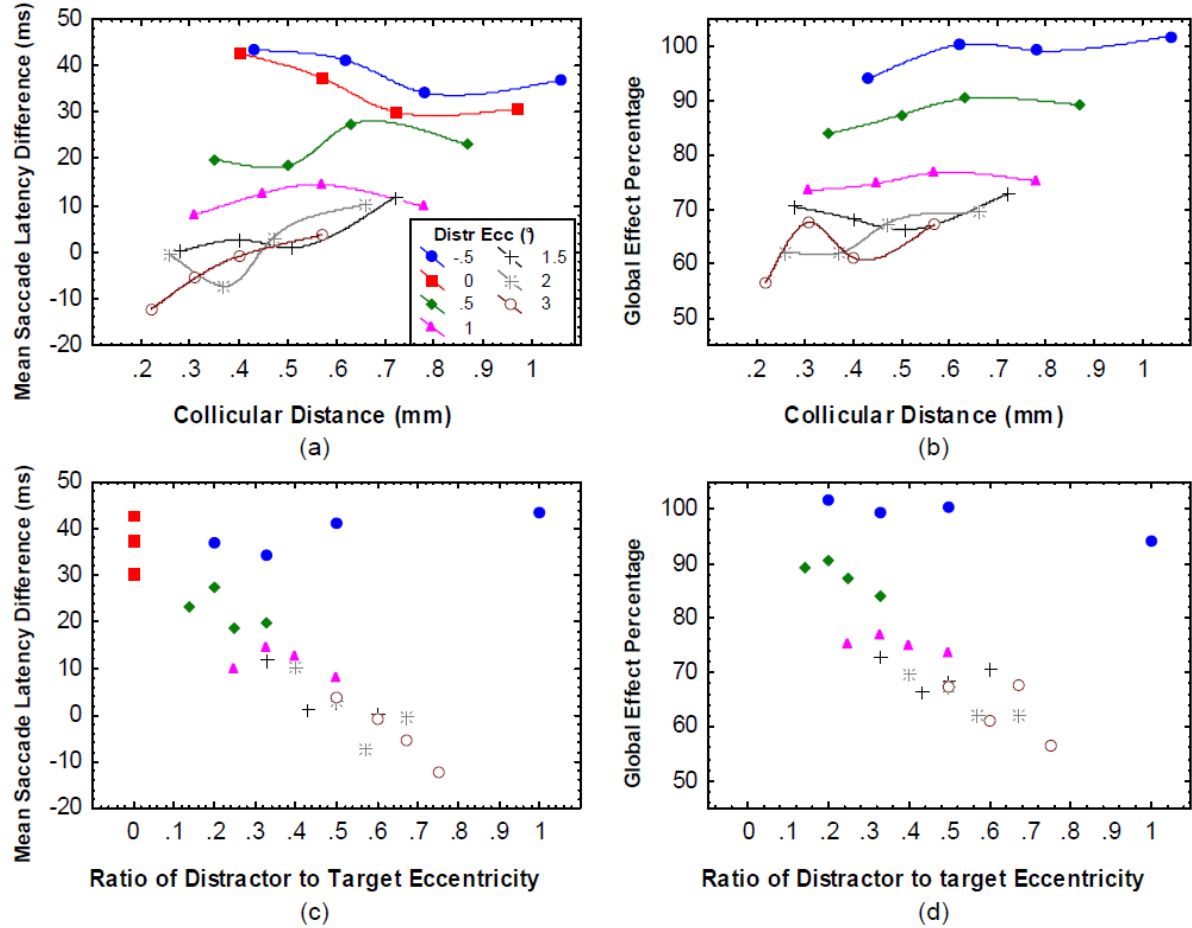 Mean Saccade Latency Difference (ms)
50
40
30
20
10
0
-10
-20
.2 .3 .4 .5 .6 .7 .8 .9 1
Collicular Distance (mm)
(a)
Distr Ecc (°)
-.5 1.5
0 2
.5 3
1
Global Effect Percentage
100
90
80
70
60
50
.2 .3 .4 .5 .6 .7 .8 .9 1
Collicular Distance (mm)
(b)
Mean Saccade Latency Difference (ms)
50
40
30
20
10
0
-10
-20
0 .1 .2 .3 .4 .5 .6 .7 .8 .9 1
Ratio of Distractor to Target Eccentricity
(c)
Global Effect Percentage
100
90
80
70
60
50
0 .1 .2 .3 .4 .5 .6 .7 .8 .9 1
Ratio of Distractor to target Eccentricity
(d)